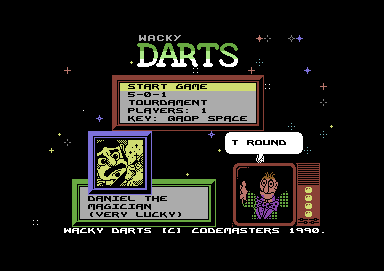 WACKY
DARTS
START GAME
5-0-1
TOURNAMENT
PLAYERS: 1
KEY: QAOP SPACE
T ROUND
DANIEL THE
MAGICIAN
(VERY LUCKY)
WACKY DARTS (C) CODEMASTERS 1990.